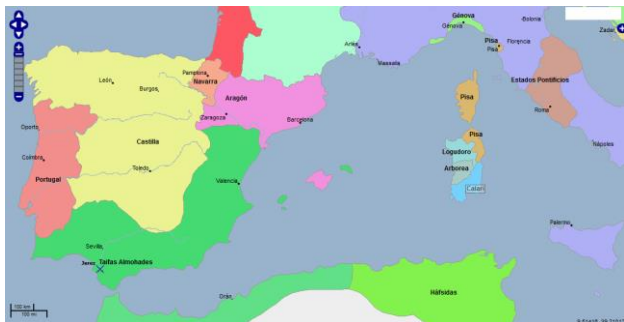 Génova
Génova
Pisa
Pisa
Bolonia
Florencia
Zadar
Arles
Massalia
Pamplona
Navarra
León
Burgos
Estados Pontificios
Roma
Aragón
Zaragoza
Barcelona
Pisa
Oporto
Castilla
Pisa
Nápoles
Coímbra
Toledo
Lógudoro
Arborea
Portugal
Valencia
Calari
Palermo
Sevilla
Jerez
Taifas Almohades
Orán
Háfsidas
100 km
100 mi